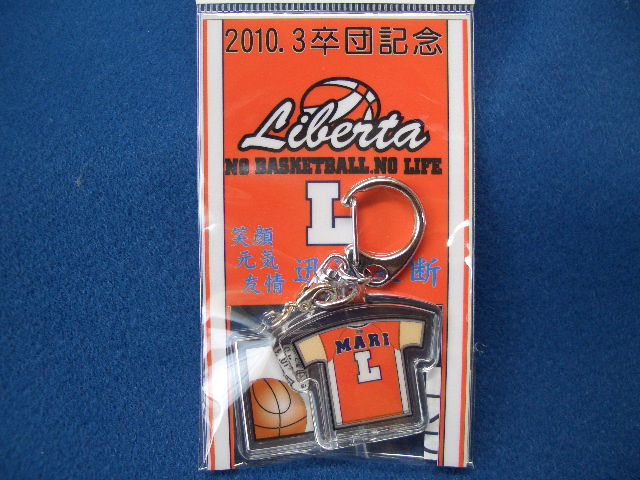 2010.3卒団記念
Liberta
NO BASKETBALL.NO LIFE
L
笑顔
元気
友情
迅
断
MARI
L